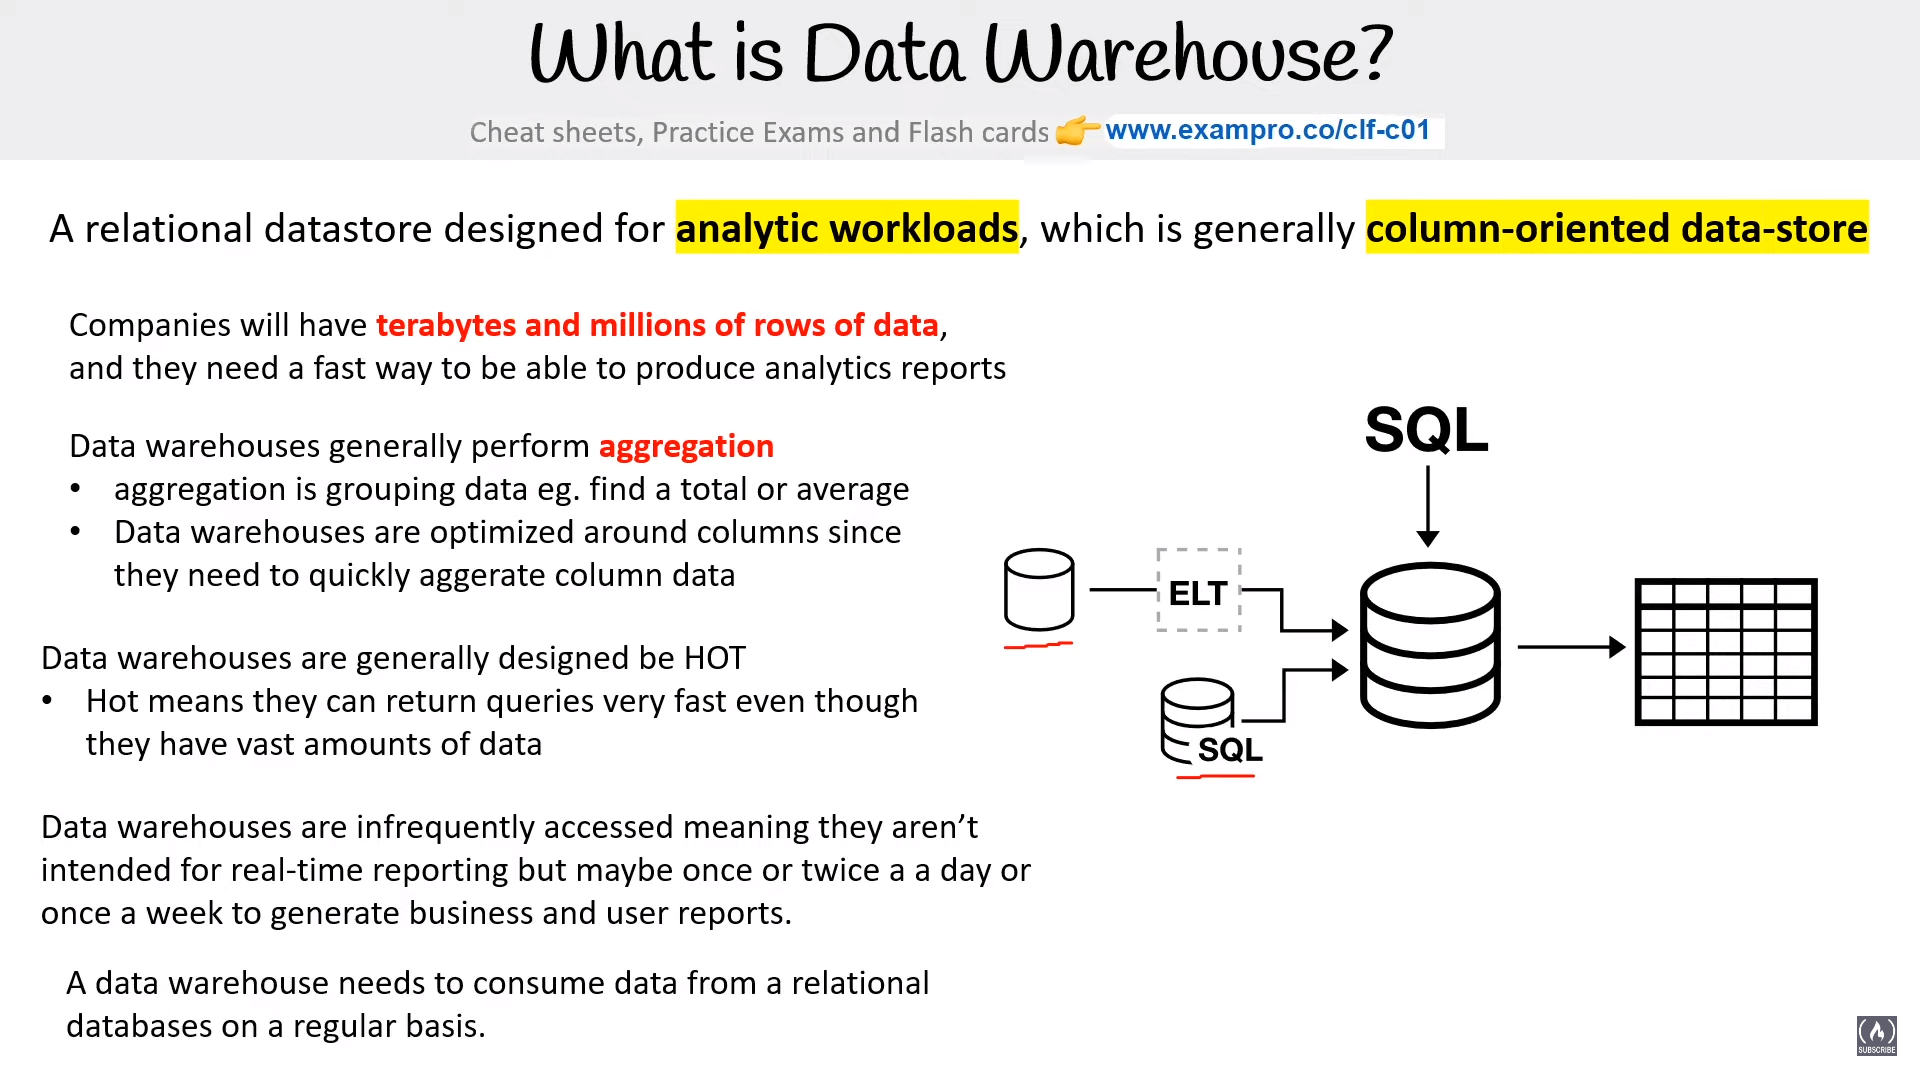 What is Data Warehouse?
Cheat sheets, Practice Exams and Flash cards 👉 www.exampro.co/clf-c01
A relational datastore designed for analytic workloads, which is generally column-oriented data-store
Companies will have terabytes and millions of rows of data,
and they need a fast way to be able to produce analytics reports
Data warehouses generally perform aggregation
• aggregation is grouping data eg. find a total or average
• Data warehouses are optimized around columns since
they need to quickly aggerate column data
Data warehouses are generally designed be HOT
• Hot means they can return queries very fast even though
they have vast amounts of data
Data warehouses are infrequently accessed meaning they aren’t
intended for real-time reporting but maybe once or twice a a day or
once a week to generate business and user reports.
A data warehouse needs to consume data from a relational
databases on a regular basis.
SQL
ELT
SQL
SUBSCRIBE